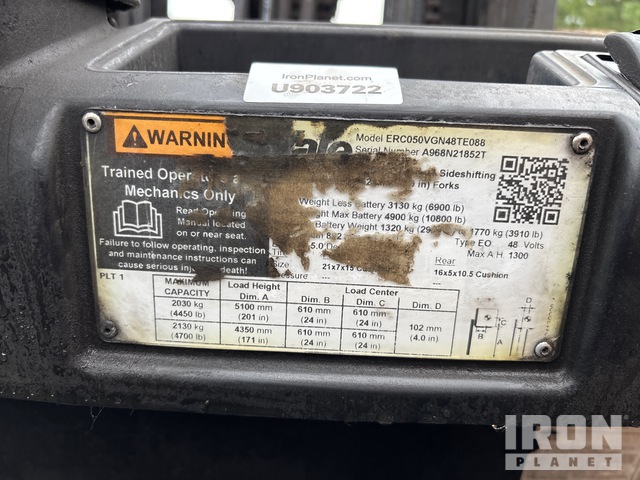 IronPlanet.com
U903722
WARNIN
Model ERC050VGN48TE088
Serial Number A968N21852T
Sideshifting
in) Forks
Trained Oper
Mechanics Only
Read Operating
Manual located
on or near seat.
Failure to follow operating, inspection
and maintenance instructions can
cause serious injury death!
Weight Less Battery 3130 kg (6900 lb)
Max Battery 4900 kg (10800 lb)
Battery Weight 1320 kg 1770 kg (3910 lb)
Type EO 48 Volts
Max A.H. 1300
Rear
21x7x15 16x5x10.5 Cushion
PLT 1
MAXIMUM CAPACITY
Load Height Dim. A
Load Center
Dim. B Dim. C Dim. D
2030 kg 5100 mm 610 mm 610 mm
(4450 lb) (201 in) (24 in) (24 in)
2130 kg 4350 mm 610 mm 610 mm 102 mm
(4700 lb) (171 in) (24 in) (24 in) (4.0 in)
D
C
B A
IRON
PLANET